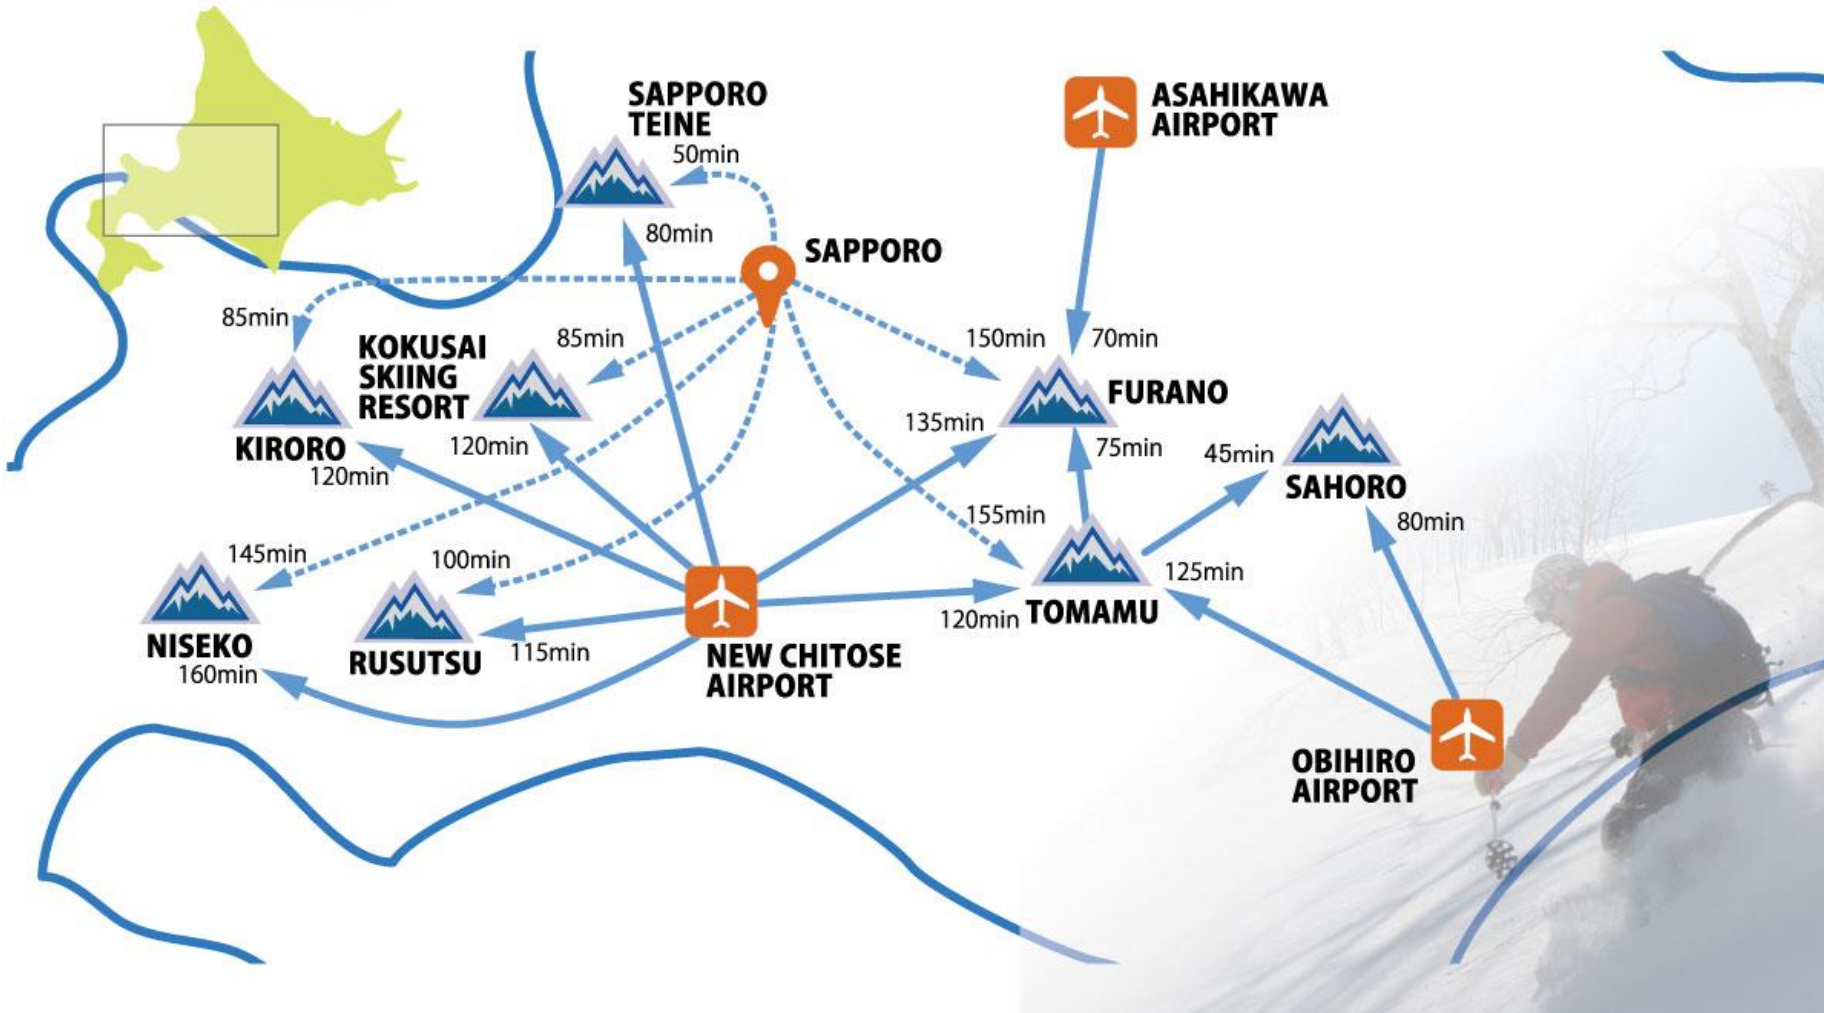 SAPPORO
TEINE
50min
80min
ASAHIKAWA
AIRPORT
SAPPORO
85min
KOKUSAI
SKIING
RESORT
85min
150min
70min
FURANO
KIRORO
120min
120min
135min
75min
45min
SAHORO
80min
145min
100min
155min
125min
NISEKO
160min
RUSUTSU
115min
NEW CHITOSE
AIRPORT
120min
TOMAMU
OBIHIRO
AIRPORT